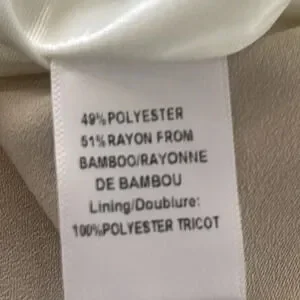 49%POLYESTER
51%RAYON FROM
BAMBOO/RAYONNE
DE BAMBOU
Lining/Doublure:
100%POLYESTER TRICOT